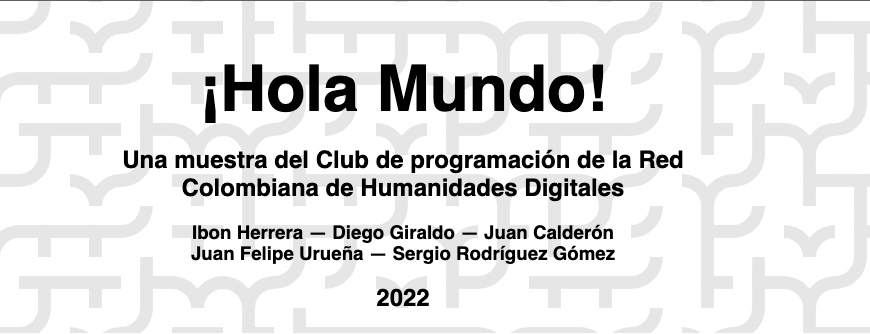 ¡Hola Mundo!
Una muestra del Club de programación de la Red
Colombiana de Humanidades Digitales
Ibon Herrera — Diego Giraldo — Juan Calderón
Juan Felipe Urueña — Sergio Rodríguez Gómez
2022